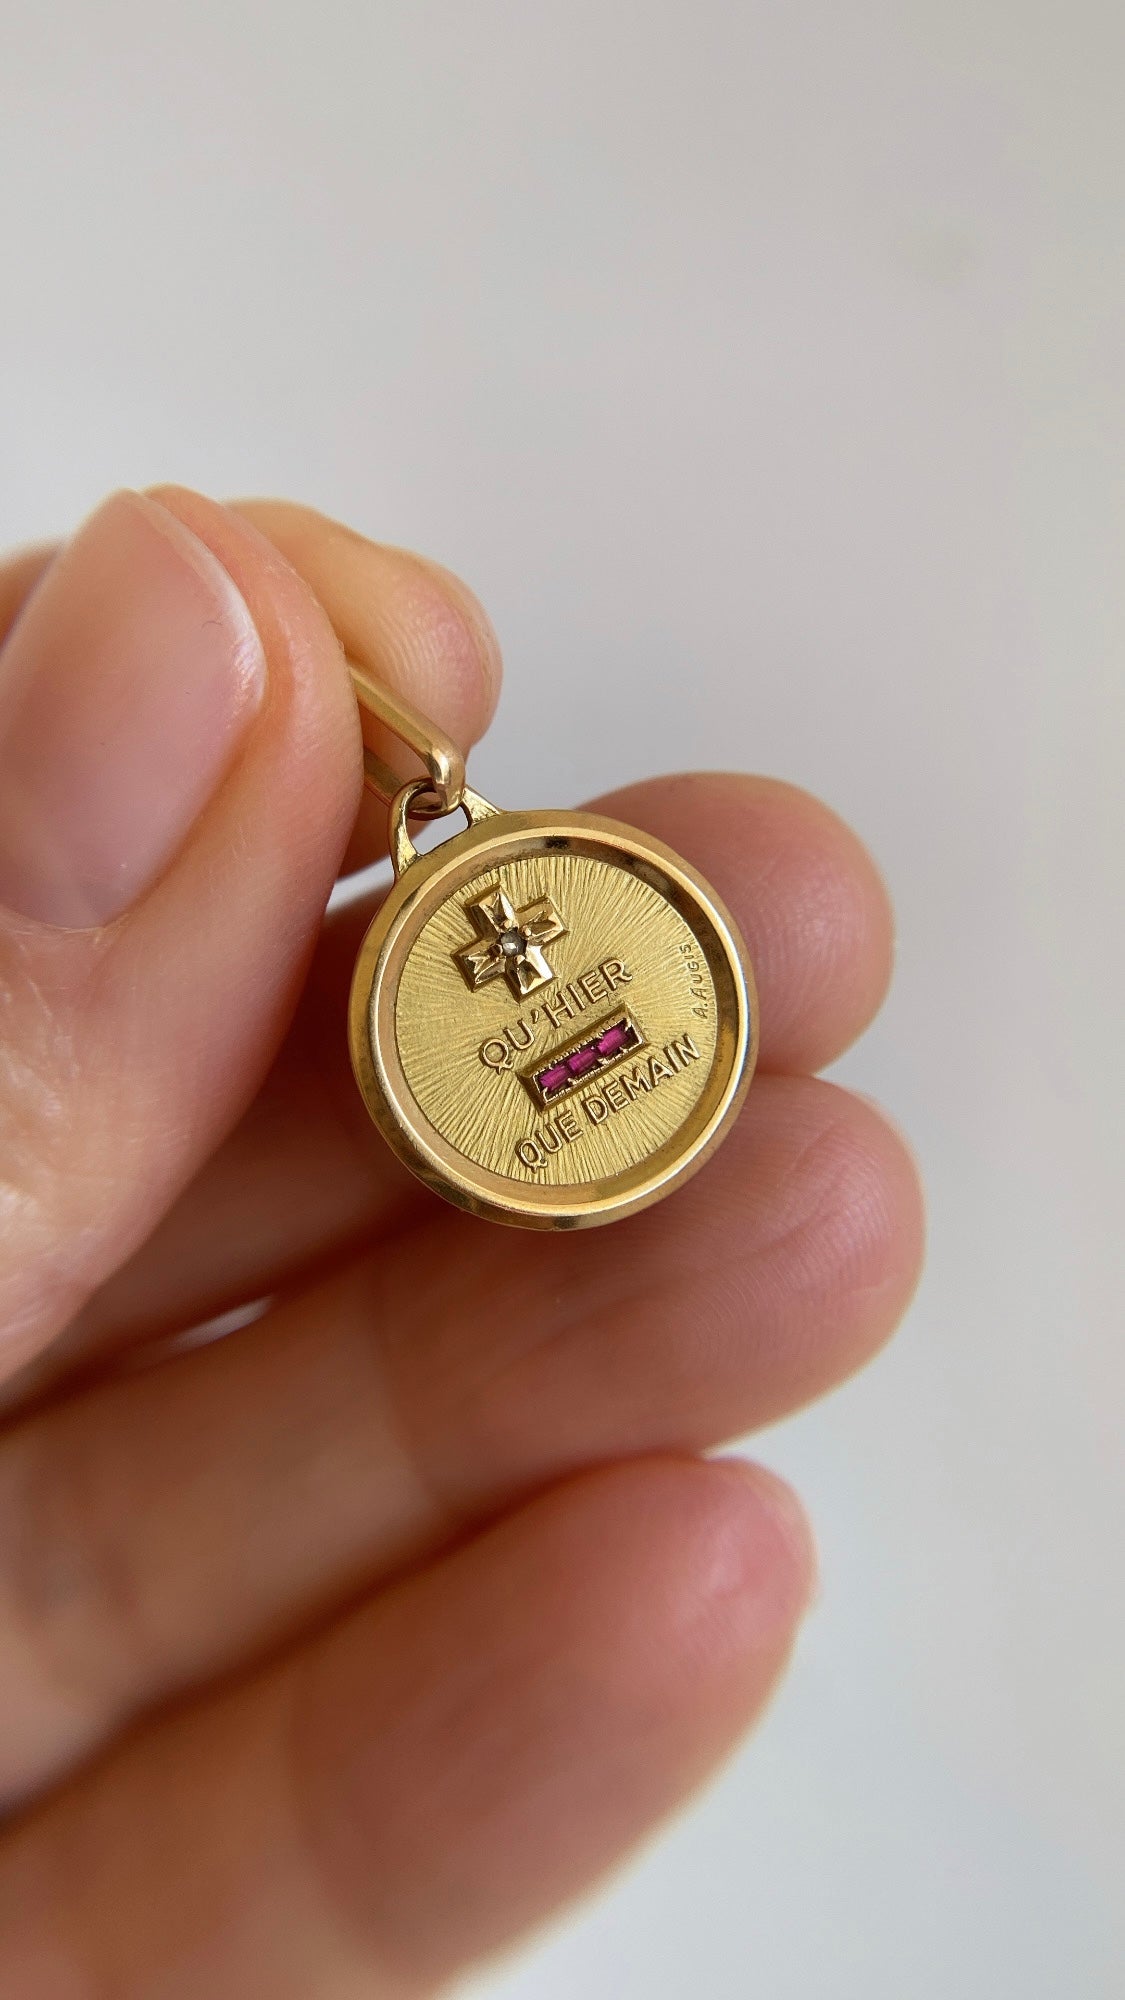 +
QU'HIER
-
QUE DEMAIN
A.AUGIS